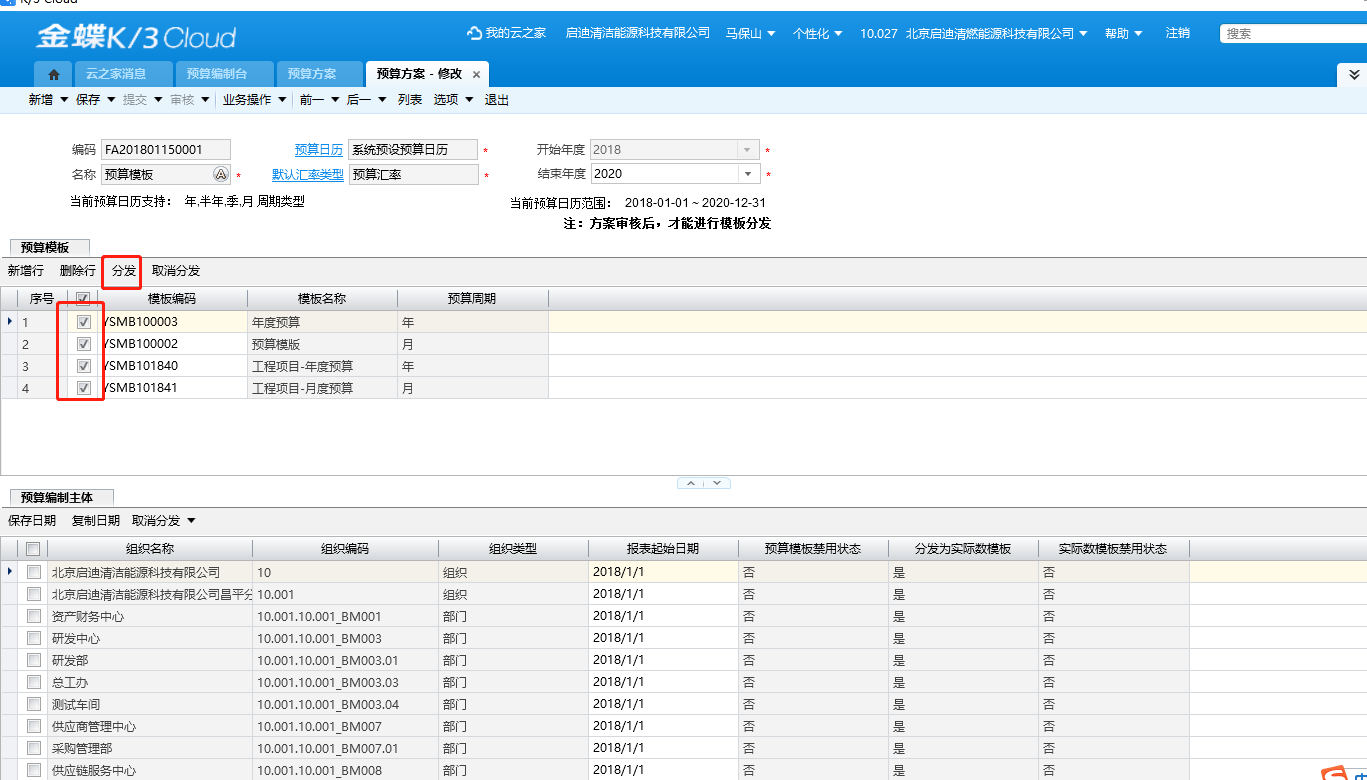 K/3 Cloud
金蝶K/3 Cloud
我的云之家 启迪清洁能源科技有限公司 马保山 个性化 10.027 北京启迪清燃能源科技有限公司 帮助 注销 搜索
云之家消息 预算编制台 预算方案 预算方案 - 修改 ×
新增 保存 提交 审核 业务操作 前一 后一 列表 选项 退出
编码 FA201801150001 预算日历 系统预设预算日历 * 开始年度 2018 *
名称 预算模板 A * 默认汇率类型 预算汇率 * 结束年度 2020 *
当前预算日历支持： 年,半年,季,月 周期类型 当前预算日历范围： 2018-01-01 ~ 2020-12-31
注：方案审核后，才能进行模板分发
预算模板
新增行 删除行 分发 取消分发
序号 模板编码 模板名称 预算周期
1 YSMB100003 年度预算 年
2 YSMB100002 预算模版 月
3 YSMB101840 工程项目-年度预算 年
4 YSMB101841 工程项目-月度预算 月
预算编制主体
保存日期 复制日期 取消分发
组织名称 组织编码 组织类型 报表起始日期 预算模板禁用状态 分发为实际数模板 实际数模板禁用状态
北京启迪清洁能源科技有限公司 10 组织 2018/1/1 否 是 否
北京启迪清洁能源科技有限公司昌平分 10.001 组织 2018/1/1 否 是 否
资产财务中心 10.001.10.001_BM001 部门 2018/1/1 否 是 否
研发中心 10.001.10.001_BM003 部门 2018/1/1 否 是 否
研发部 10.001.10.001_BM003.01 部门 2018/1/1 否 是 否
总工办 10.001.10.001_BM003.03 部门 2018/1/1 否 是 否
测试车间 10.001.10.001_BM003.04 部门 2018/1/1 否 是 否
供应商管理中心 10.001.10.001_BM007 部门 2018/1/1 否 是 否
采购管理部 10.001.10.001_BM007.01 部门 2018/1/1 否 是 否
供应链服务中心 10.001.10.001_BM008 部门 2018/1/1 否 是 否